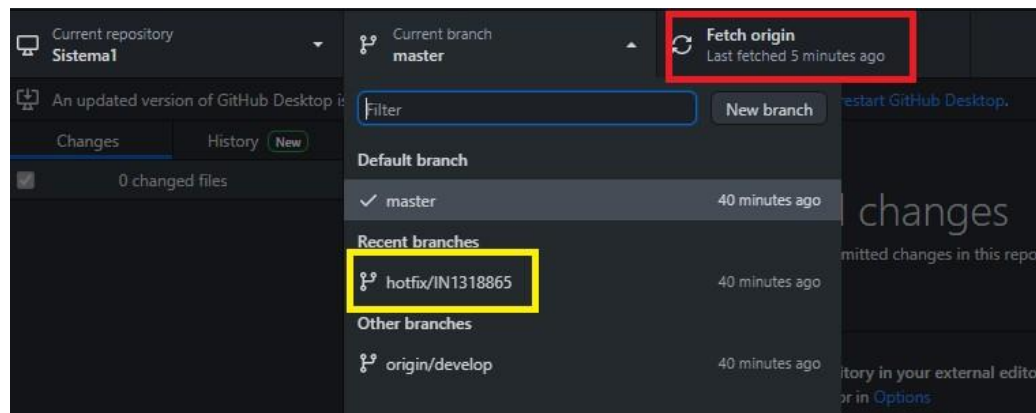 Current repository
Sistema1
Current branch
master
Fetch origin
Last fetched 5 minutes ago
An updated version of GitHub Desktop is
restart GitHub Desktop.
Filter
New branch
Changes
History New
0 changed files
Default branch
master 40 minutes ago
changes
Recent branches
mitted changes in this repo
hotfix/IN1318865 40 minutes ago
Other branches
origin/develop 40 minutes ago
itory in your external edito
or in Options